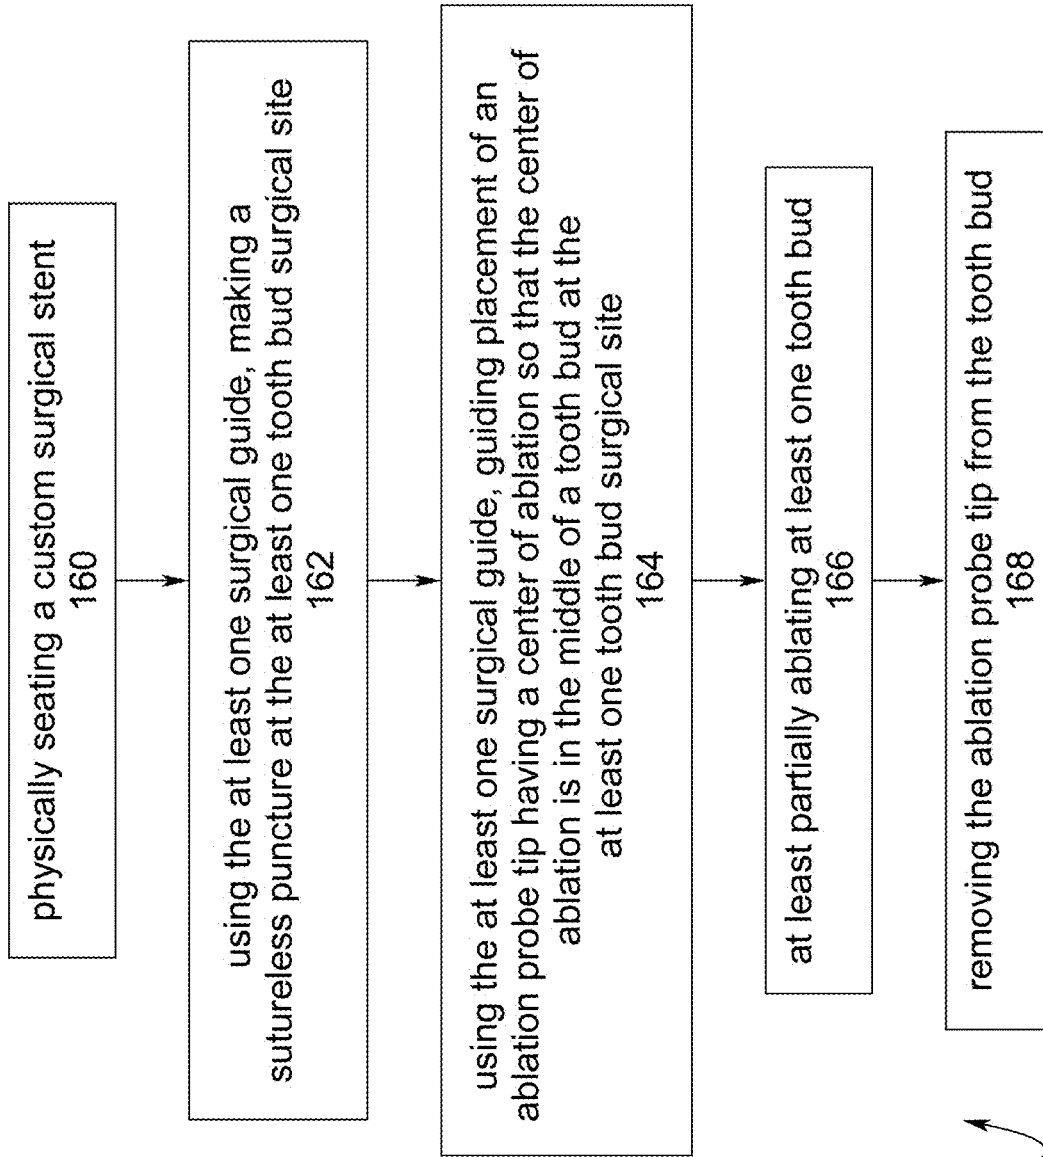 physically seating a custom surgical stent
160
using the at least one surgical guide, making a
sutureless puncture at the at least one tooth bud surgical site
162
using the at least one surgical guide, guiding placement of an
ablation probe tip having a center of ablation so that the center of
ablation is in the middle of a tooth bud at the
at least one tooth bud surgical site
164
at least partially ablating at least one tooth bud
166
removing the ablation probe tip from the tooth bud
168